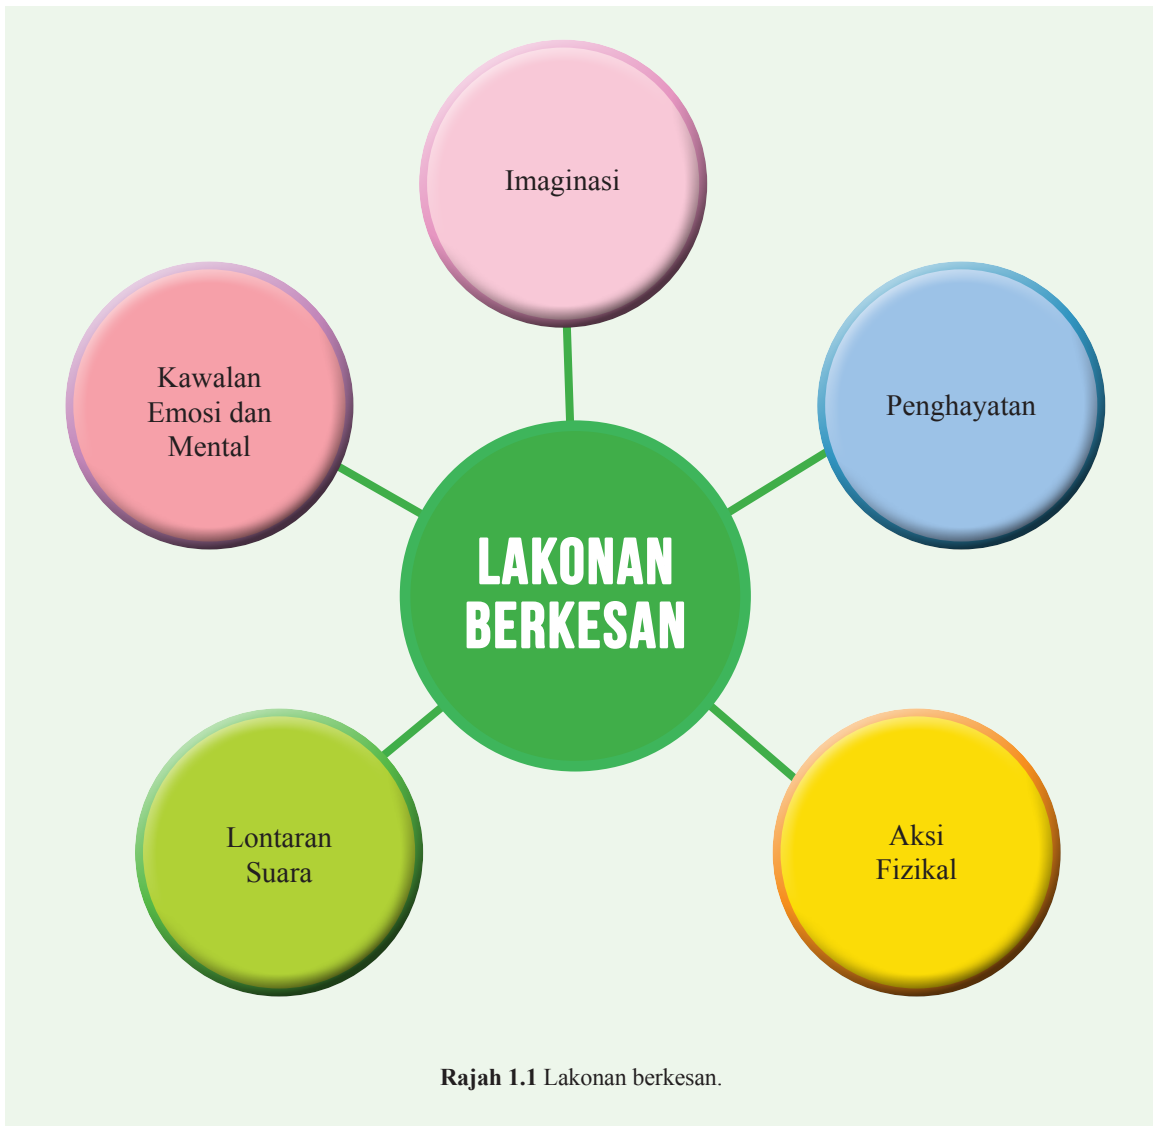 Imaginasi
Kawalan
Emosi dan
Mental
Penghayatan
LAKONAN
BERKESAN
Lontaran
Suara
Aksi
Fizikal
Rajah 1.1 Lakonan berkesan.